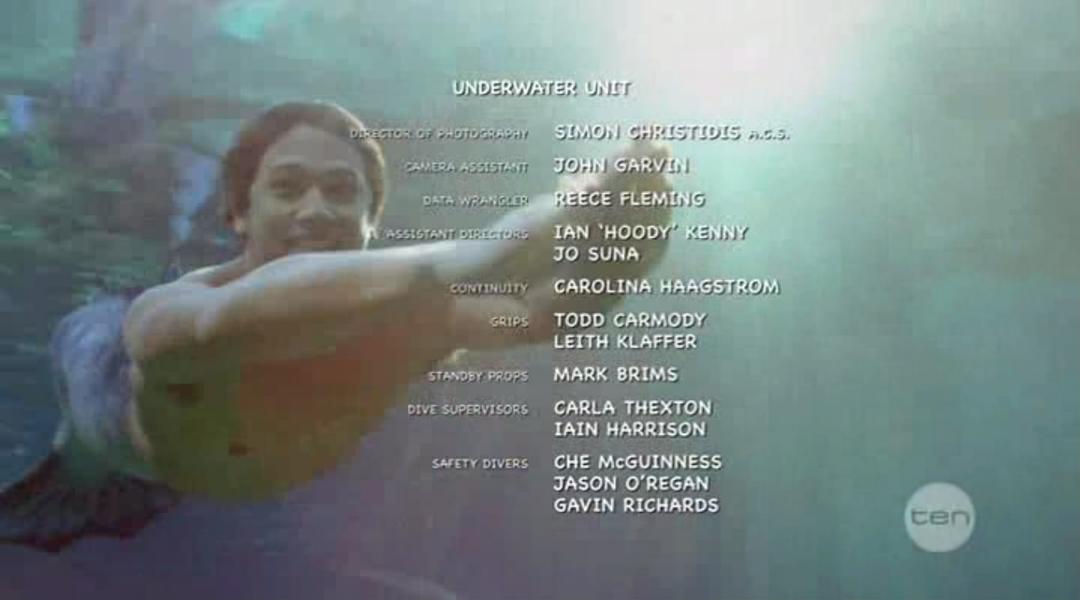 UNDERWATER UNIT
DIRECTOR OF PHOTOGRAPHY SIMON CHRISTIDIS A.C.S.
CAMERA ASSISTANT JOHN GARVIN
DATA WRANGLER REECE FLEMING
ASSISTANT DIRECTORS IAN 'HOODY' KENNY
JO SUNA
CONTINUITY CAROLINA HAAGSTROM
GRIPS TODD CARMODY
LEITH KLAFFER
STANDBY PROPS MARK BRIMS
DIVE SUPERVISORS CARLA THEXTON
IAIN HARRISON
SAFETY DIVERS CHE McGUINNESS
JASON O'REGAN
GAVIN RICHARDS
ten